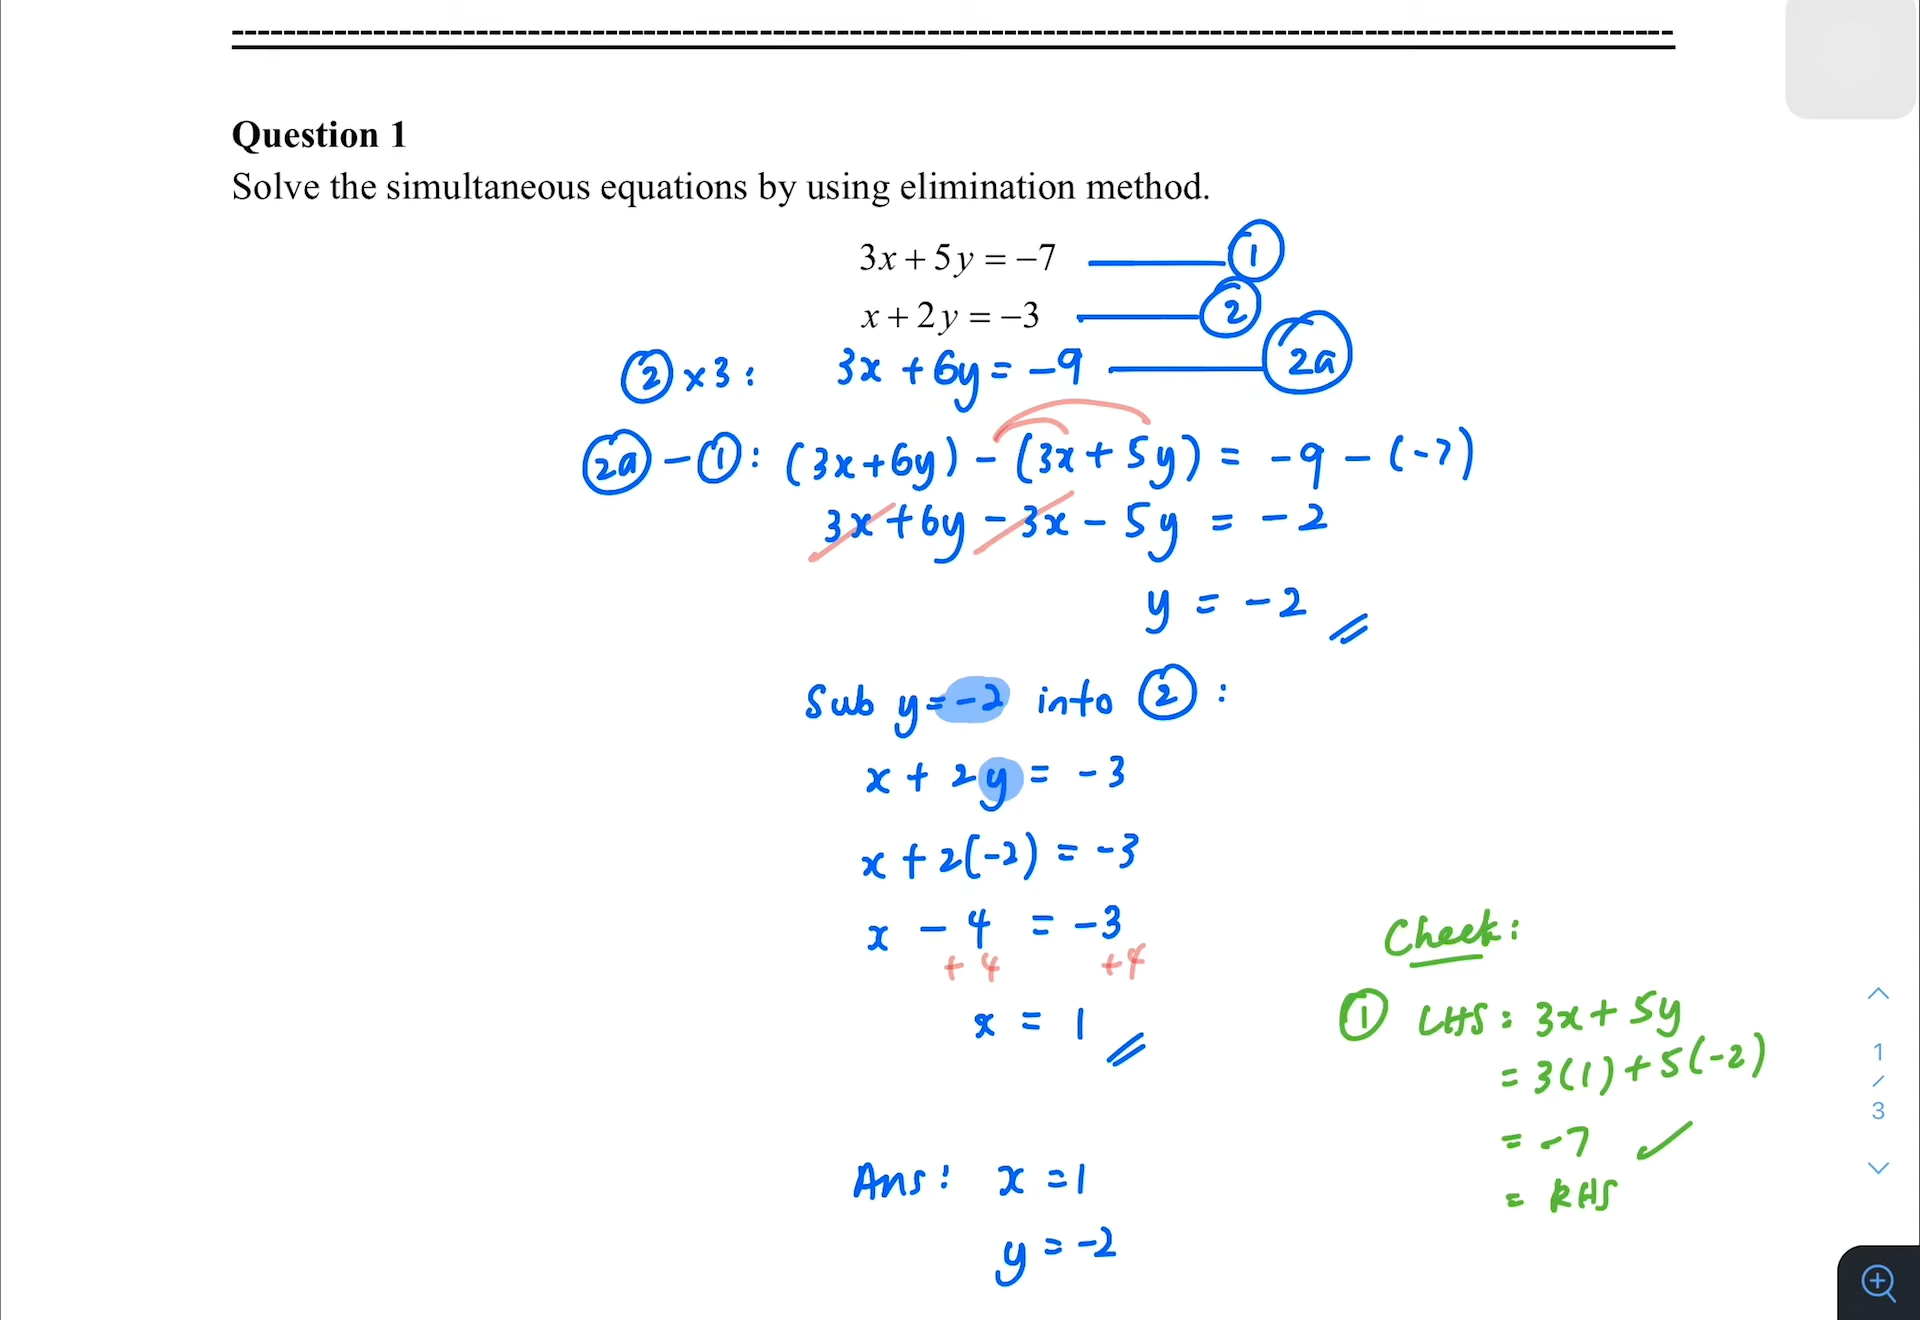 Question 1
Solve the simultaneous equations by using elimination method.
3x + 5y = −7 ① 
x + 2y = −3 ②
② × 3 : 3x + 6y = −9 2a
2a − ① : (3x + 6y) − (3x + 5y) = −9 − (−7)
3x + 6y − 3x − 5y = −2
y = −2
Sub y = −2 into ② :
x + 2y = −3
x + 2(−2) = −3
x − 4 = −3
+4 +4
x = 1
Ans : x = 1
y = −2
Check :
① LHS : 3x + 5y
= 3(1) + 5(−2)
= −7 ✓
= RHS
1
/
3